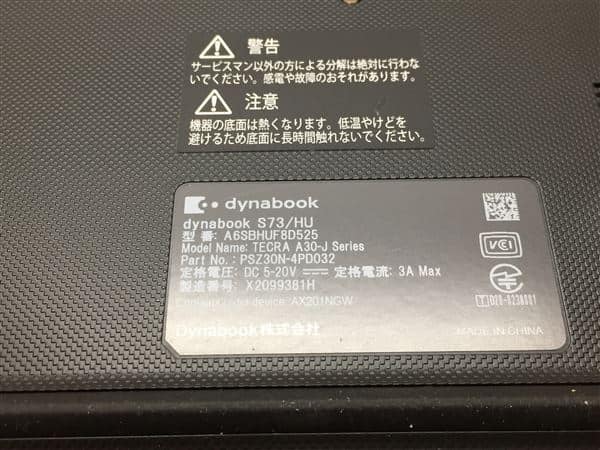 警告
サービスマン以外の方による分解は絶対に行わな
いでください。感電や故障のおそれがあります。
注意
機器の底面は熱くなります。低温やけどを
避けるため底面に長時間触れないでください。
dynabook
dynabook S73/HU
型 番: A6SBHUF8D525
Model Name: TECRA A30-J Series
Part No.: PSZ30N-4PD032
定格電圧: DC 5-20V ⎓ 定格電流: 3A Max
製造番号: X2099381H
device: AX201NGW
Dynabook株式会社
VCI
T D20-0238001
MADE IN CHINA